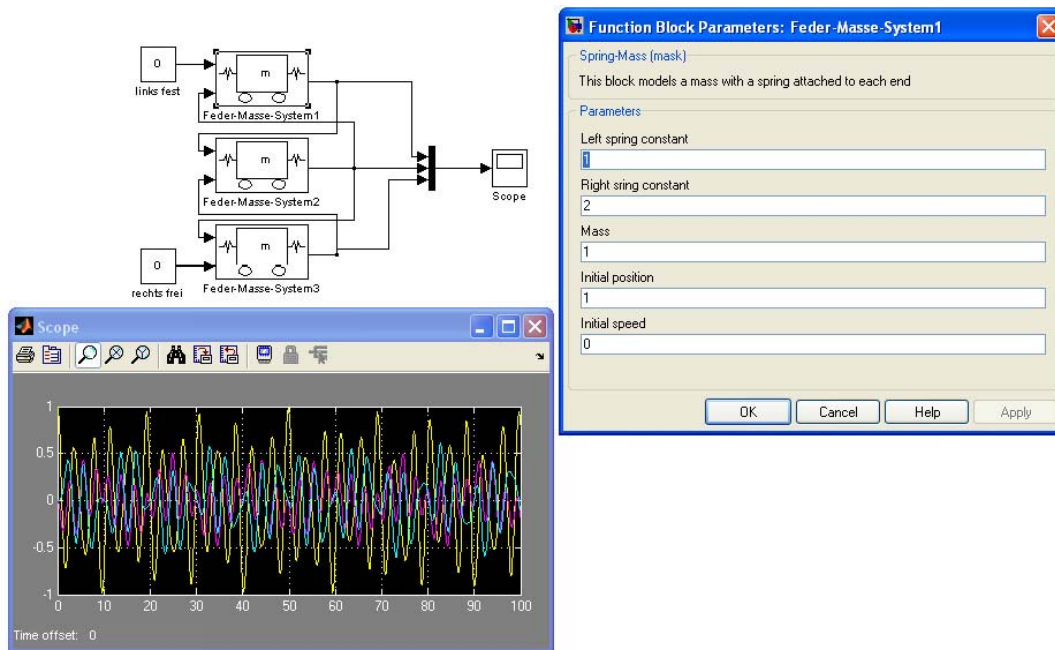 0
links fest
m
Feder-Masse-System1
m
Feder-Masse-System2
m
Feder-Masse-System3
0
rechts frei
Scope
Function Block Parameters: Feder-Masse-System1
Spring-Mass (mask)
This block models a mass with a spring attached to each end
Parameters
Left spring constant
1
Right sring constant
2
Mass
1
Initial position
1
Initial speed
0
OK Cancel Help Apply
Scope
1
0.5
0
-0.5
-1
0 10 20 30 40 50 60 70 80 90 100
Time offset: 0